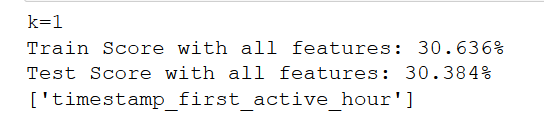 k=1
Train Score with all features: 30.636%
Test Score with all features: 30.384%
['timestamp_first_active_hour']